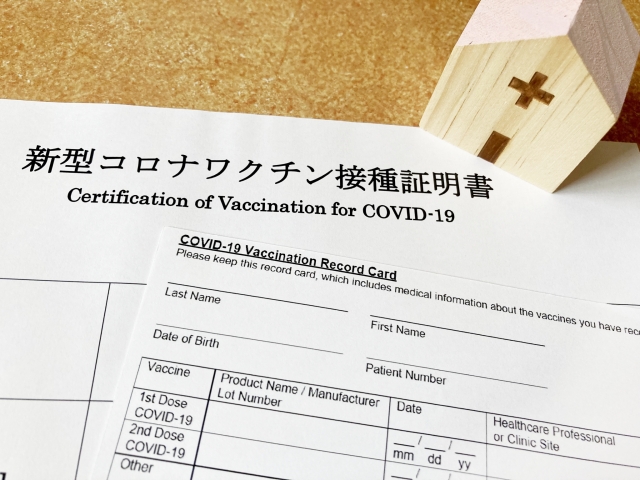 新型コロナワクチン接種証明書
Certification of Vaccination for COVID-19
COVID-19 Vaccination Record Card
Please keep this record card, which includes medical information about the vaccines you have
Last Name
First Name
Date of Birth
Patient Number
Vaccine
Product Name / Manufacturer
Lot Number
Date
Healthcare Professional
or Clinic Site
1st Dose
COVID-19
mm / dd / yy
2nd Dose
COVID-19
Other